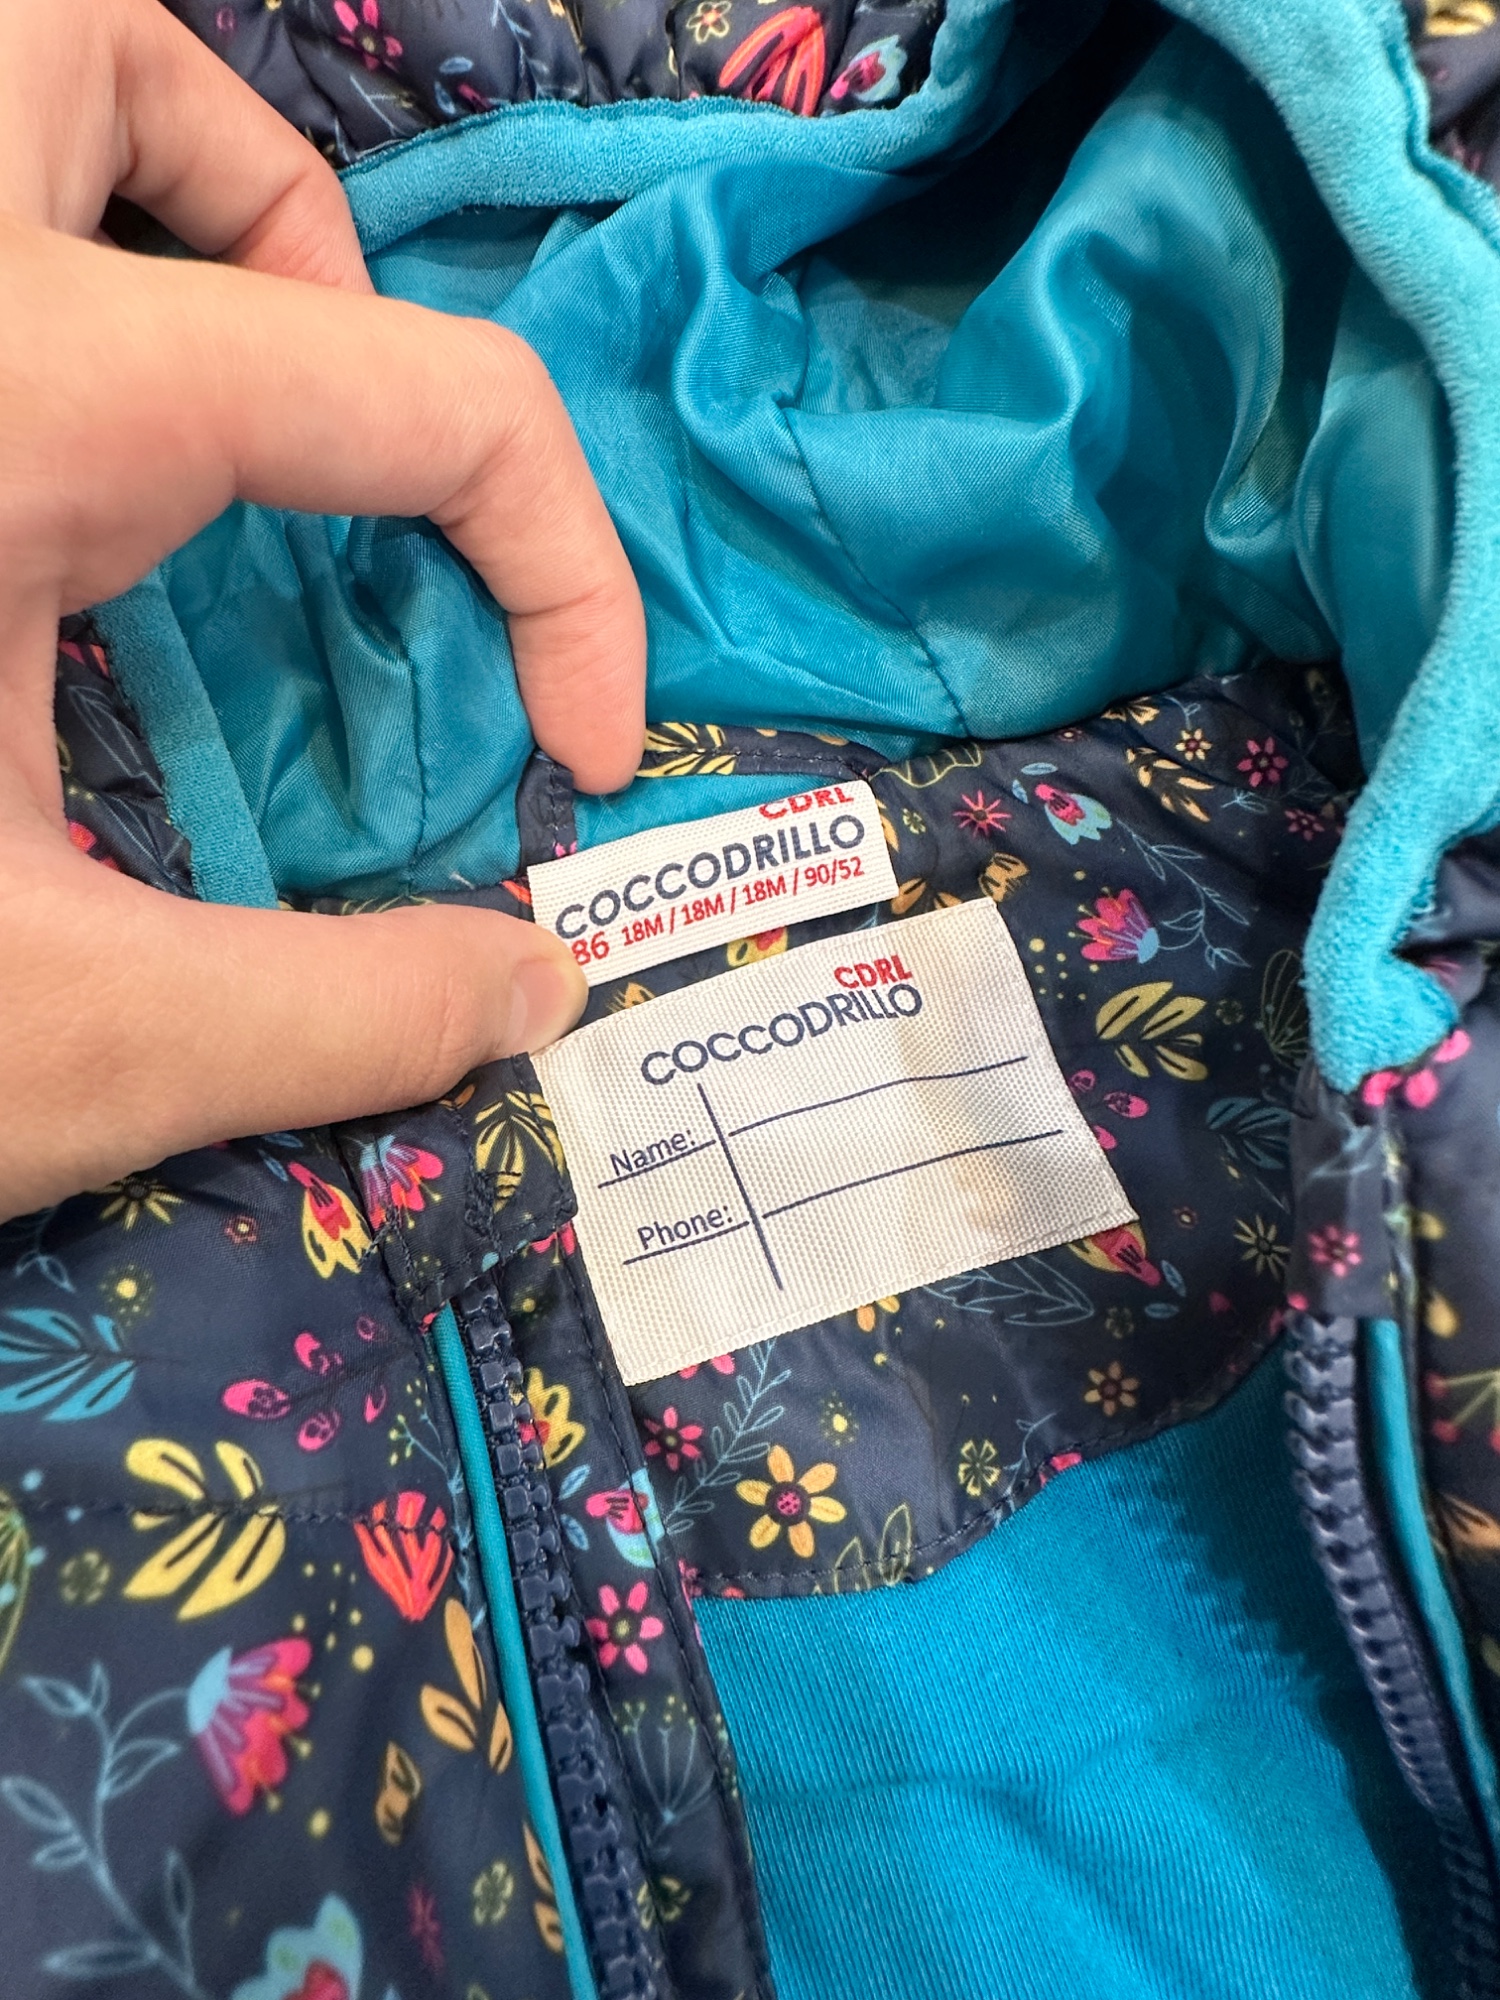 CDRL
COCCODRILLO
86 18M / 18M / 18M / 90/52
CDRL
COCCODRILLO
Name:
Phone: